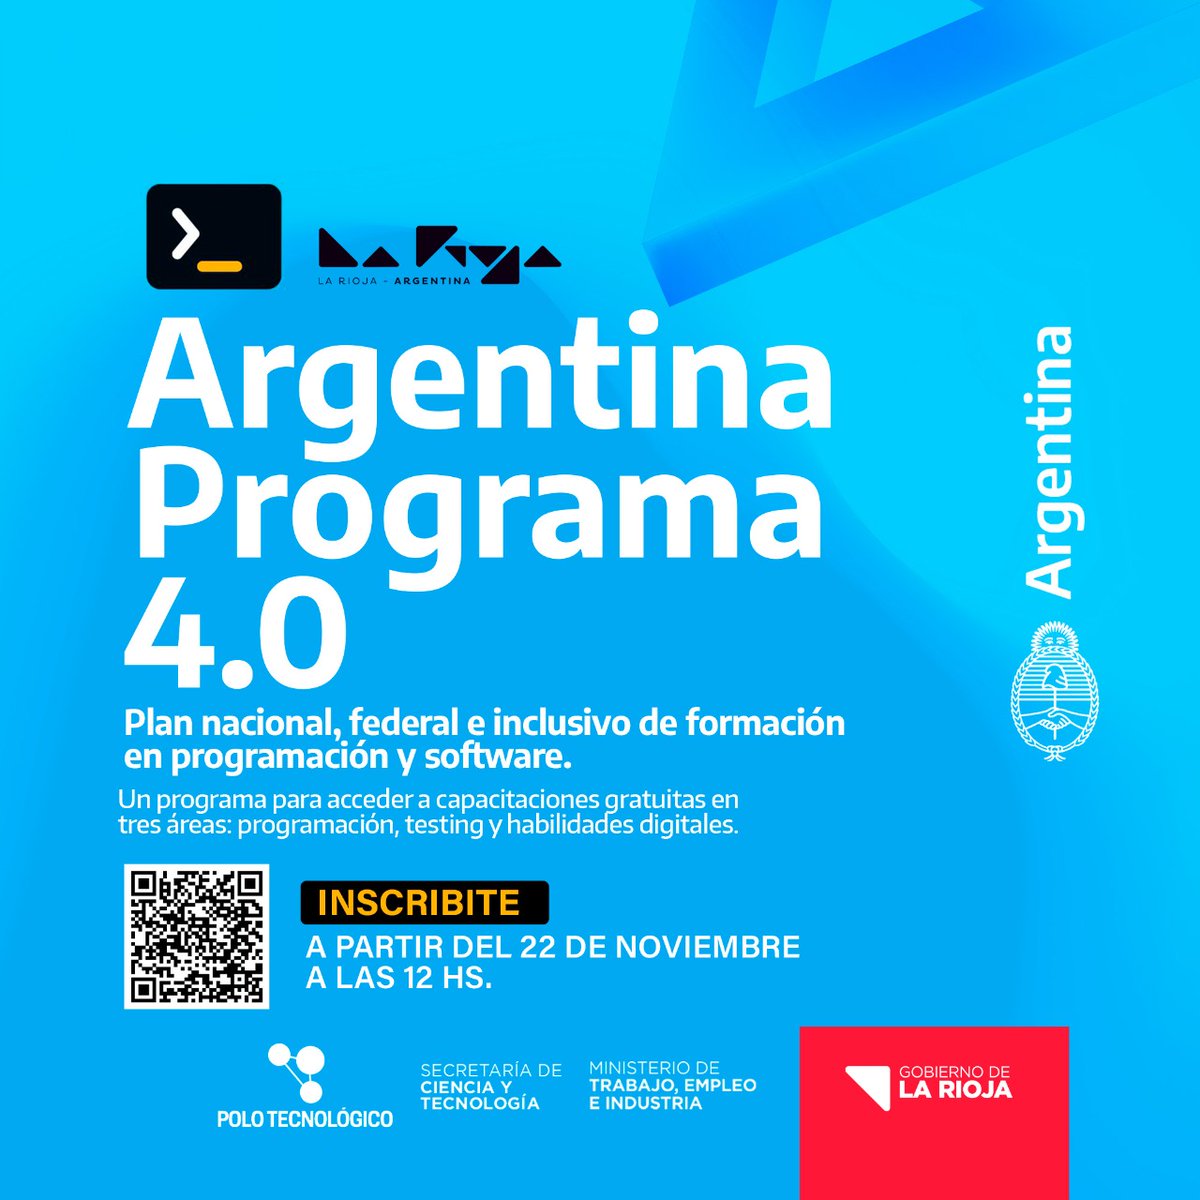 La Rioja
LA RIOJA - ARGENTINA
Argentina
Programa
4.0
Plan nacional, federal e inclusivo de formación
en programación y software.
Un programa para acceder a capacitaciones gratuitas en
tres áreas: programación, testing y habilidades digitales.
INSCRIBITE
A PARTIR DEL 22 DE NOVIEMBRE
A LAS 12 HS.
Argentina
POLO TECNOLÓGICO
SECRETARÍA DE
CIENCIA Y
TECNOLOGÍA
MINISTERIO DE
TRABAJO, EMPLEO
E INDUSTRIA
GOBIERNO DE
LA RIOJA